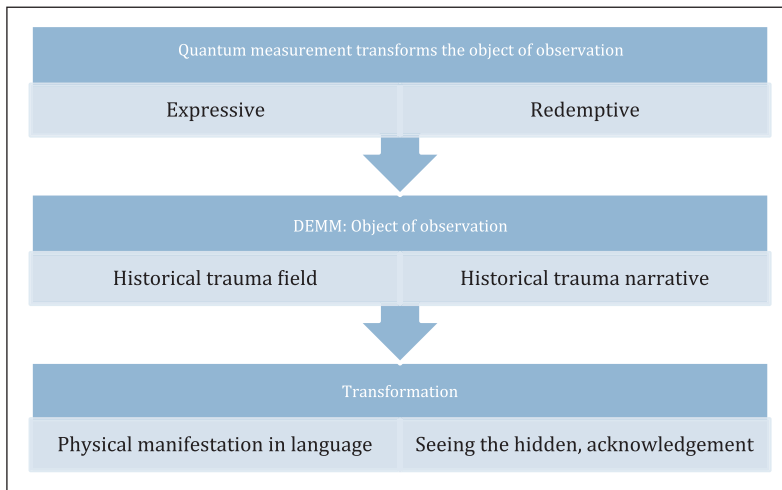 Quantum measurement transforms the object of observation
Expressive
Redemptive
DEMM: Object of observation
Historical trauma field
Historical trauma narrative
Transformation
Physical manifestation in language
Seeing the hidden, acknowledgement